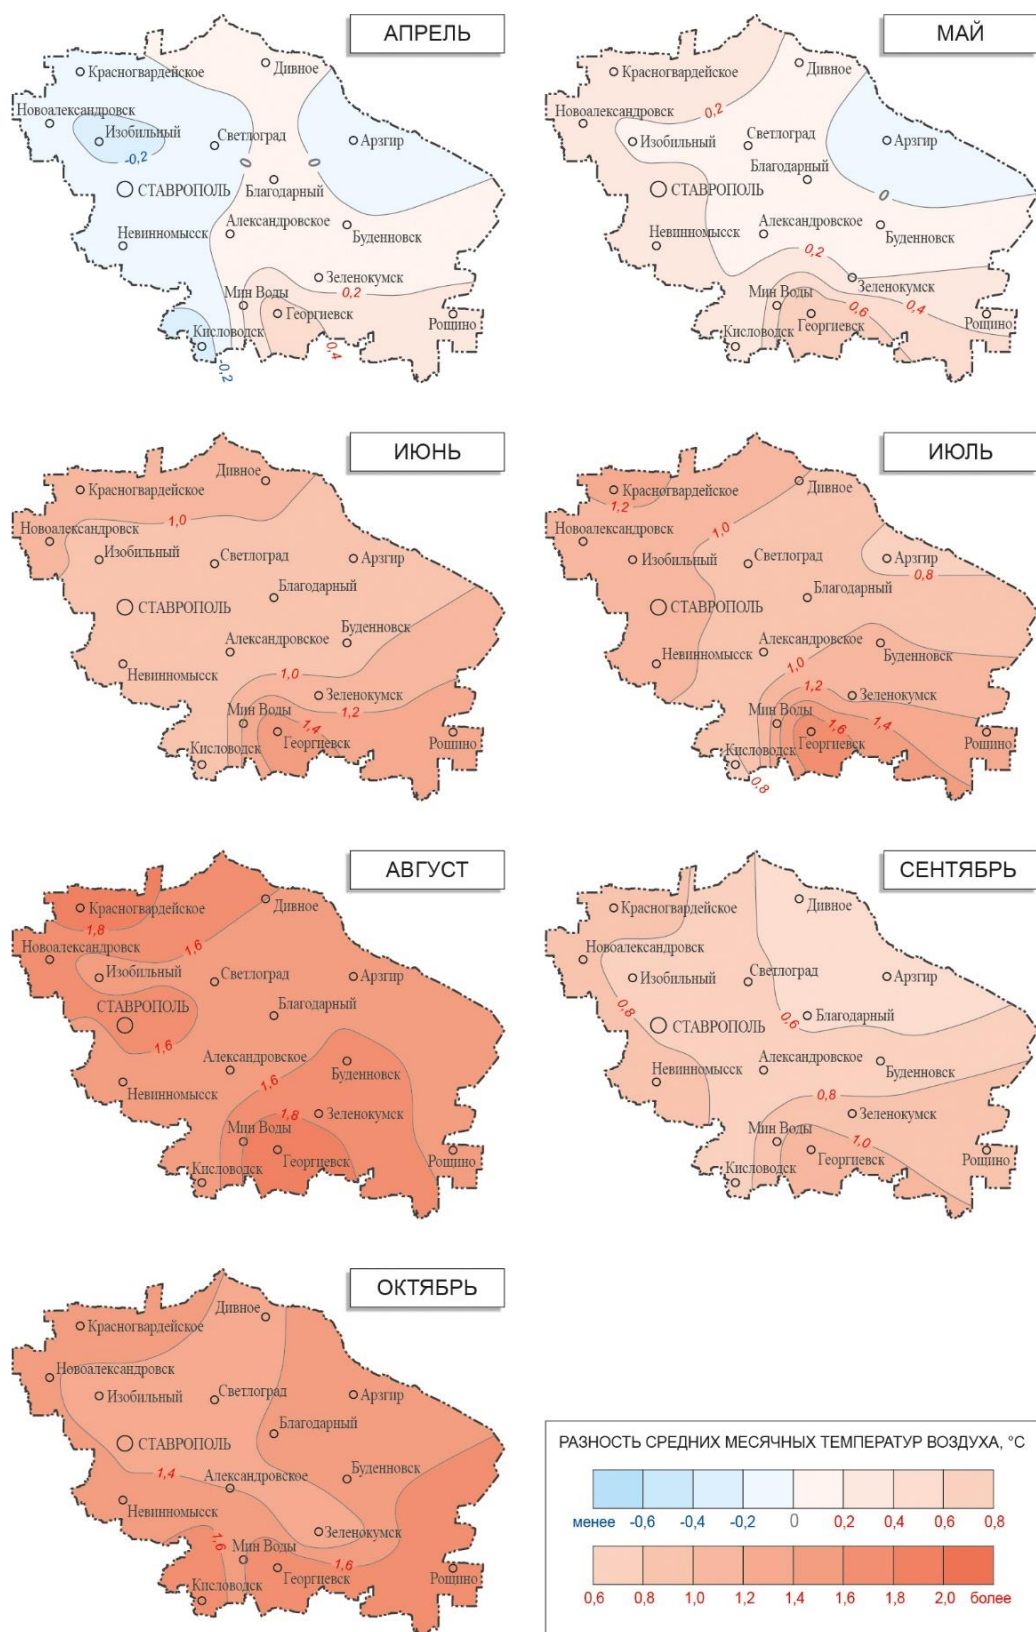 АПРЕЛЬ
Красногвардейское
Дивное
Новоалександровск
Изобильный
-0,2
Светлоград
Арзгир
0
0
СТАВРОПОЛЬ
Благодарный
Александровское
Невинномысск
Буденновск
Зеленокумск
Мин Воды
0,2
Георгиевск
Рощино
Кисловодск
0,4
-0,2
МАЙ
Красногвардейское
Дивное
0,2
Новоалександровск
Изобильный
Светлоград
Арзгир
Благодарный
СТАВРОПОЛЬ
0
Александровское
Невинномысск
Буденновск
0,2
Зеленокумск
Мин Воды
0,6
0,4
Георгиевск
Рощино
Кисловодск
ИЮНЬ
Дивное
Красногвардейское
1,0
Новоалександровск
Изобильный
Светлоград
Арзгир
Благодарный
СТАВРОПОЛЬ
Буденновск
Александровское
Невинномысск
1,0
Зеленокумск
1,2
Мин Воды
1,4
Георгиевск
Рощино
Кисловодск
ИЮЛЬ
Красногвардейское
Дивное
1,2
Новоалександровск
1,0
Изобильный
Светлоград
Арзгир
0,8
Благодарный
СТАВРОПОЛЬ
Александровское
Буденновск
Невинномысск
1,0
1,2
Зеленокумск
Мин Воды
1,6
1,4
Георгиевск
Рощино
Кисловодск
0,8
АВГУСТ
Красногвардейское
Дивное
1,8
Новоалександровск
1,6
Изобильный
Светлоград
Арзгир
СТАВРОПОЛЬ
Благодарный
1,6
Александровское
Буденновск
1,6
Невинномысск
1,8
Зеленокумск
Мин Воды
Георгиевск
Рощино
Кисловодск
СЕНТЯБРЬ
Красногвардейское
Дивное
Новоалександровск
Изобильный
Светлоград
Арзгир
0,8
Благодарный
0,6
СТАВРОПОЛЬ
Александровское
Невинномысск
Буденновск
0,8
Зеленокумск
Мин Воды
1,0
Георгиевск
Рощино
Кисловодск
ОКТЯБРЬ
Дивное
Красногвардейское
Новоалександровск
Изобильный
Светлоград
Арзгир
Благодарный
СТАВРОПОЛЬ
1,4
Александровское
Буденновск
Невинномысск
Зеленокумск
1,6
Мин Воды
1,6
Георгиевск
Рощино
Кисловодск
РАЗНОСТЬ СРЕДНИХ МЕСЯЧНЫХ ТЕМПЕРАТУР ВОЗДУХА, °С
менее -0,6 -0,4 -0,2 0 0,2 0,4 0,6 0,8
0,6 0,8 1,0 1,2 1,4 1,6 1,8 2,0 более